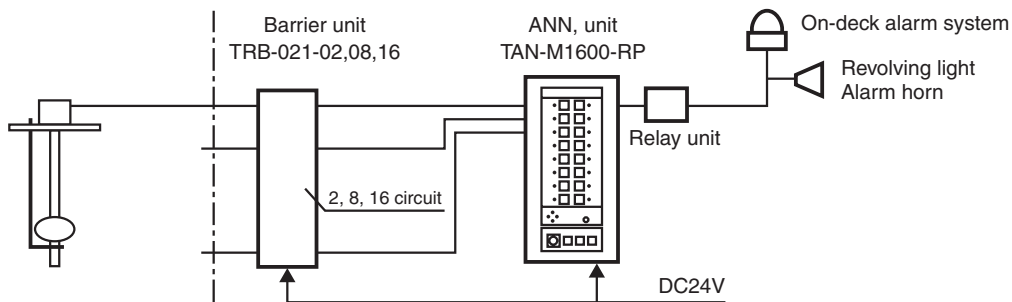 Barrier unit
TRB-021-02,08,16
ANN, unit
TAN-M1600-RP
On-deck alarm system
Revolving light
Alarm horn
Relay unit
2, 8, 16 circuit
DC24V